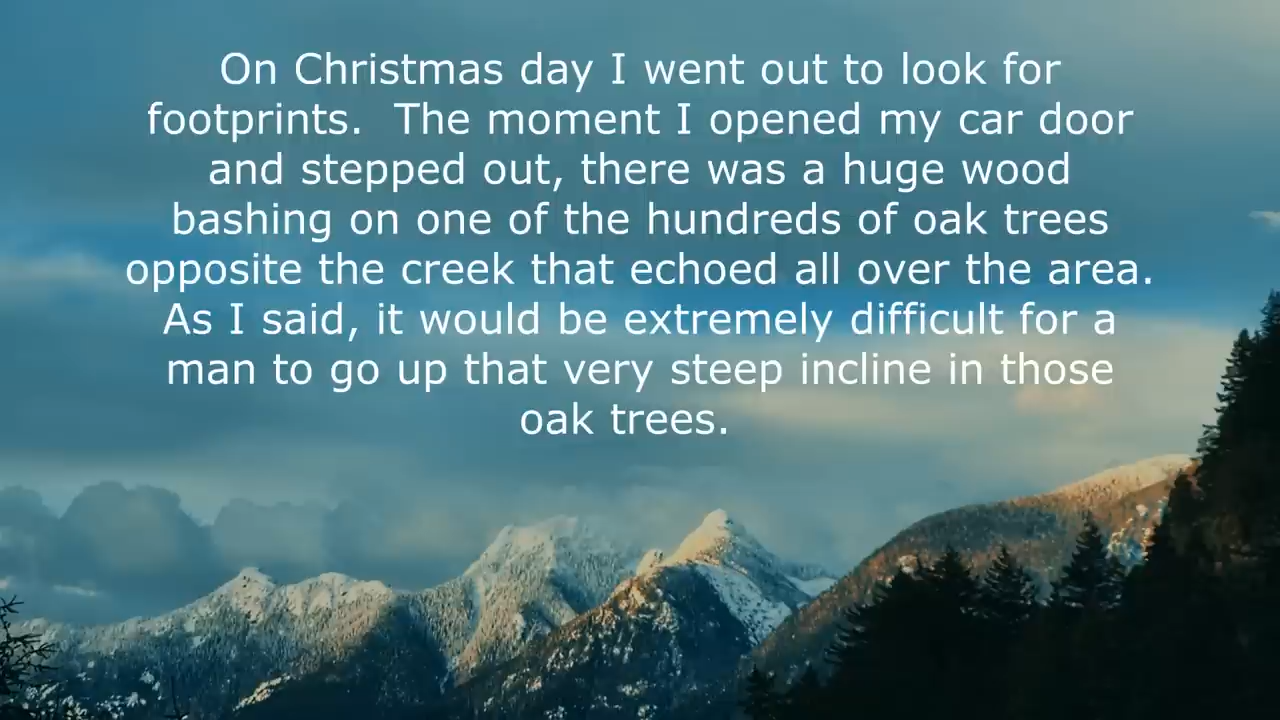 On Christmas day I went out to look for
footprints.  The moment I opened my car door
and stepped out, there was a huge wood
bashing on one of the hundreds of oak trees
opposite the creek that echoed all over the area.
As I said, it would be extremely difficult for a
man to go up that very steep incline in those
oak trees.